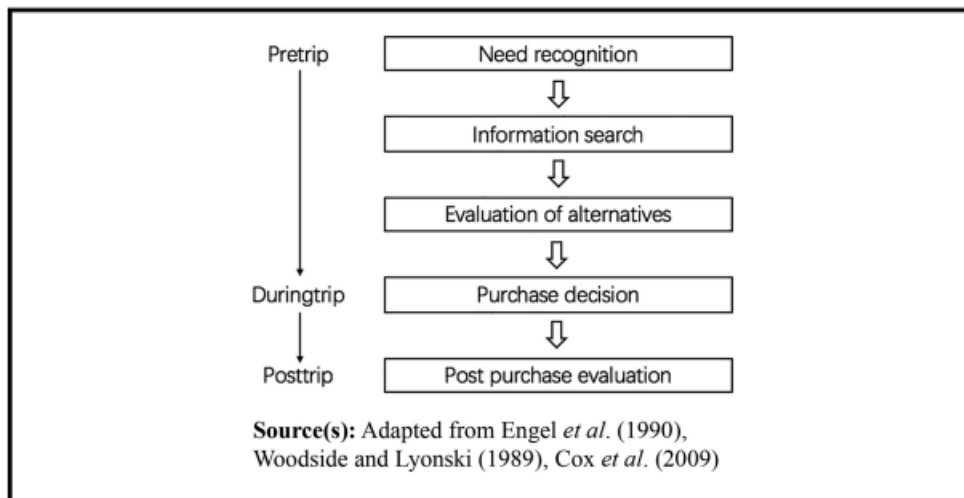 Pretrip Need recognition
Information search
Evaluation of alternatives
Duringtrip Purchase decision
Posttrip Post purchase evaluation
Source(s): Adapted from Engel et al. (1990),
Woodside and Lyonski (1989), Cox et al. (2009)